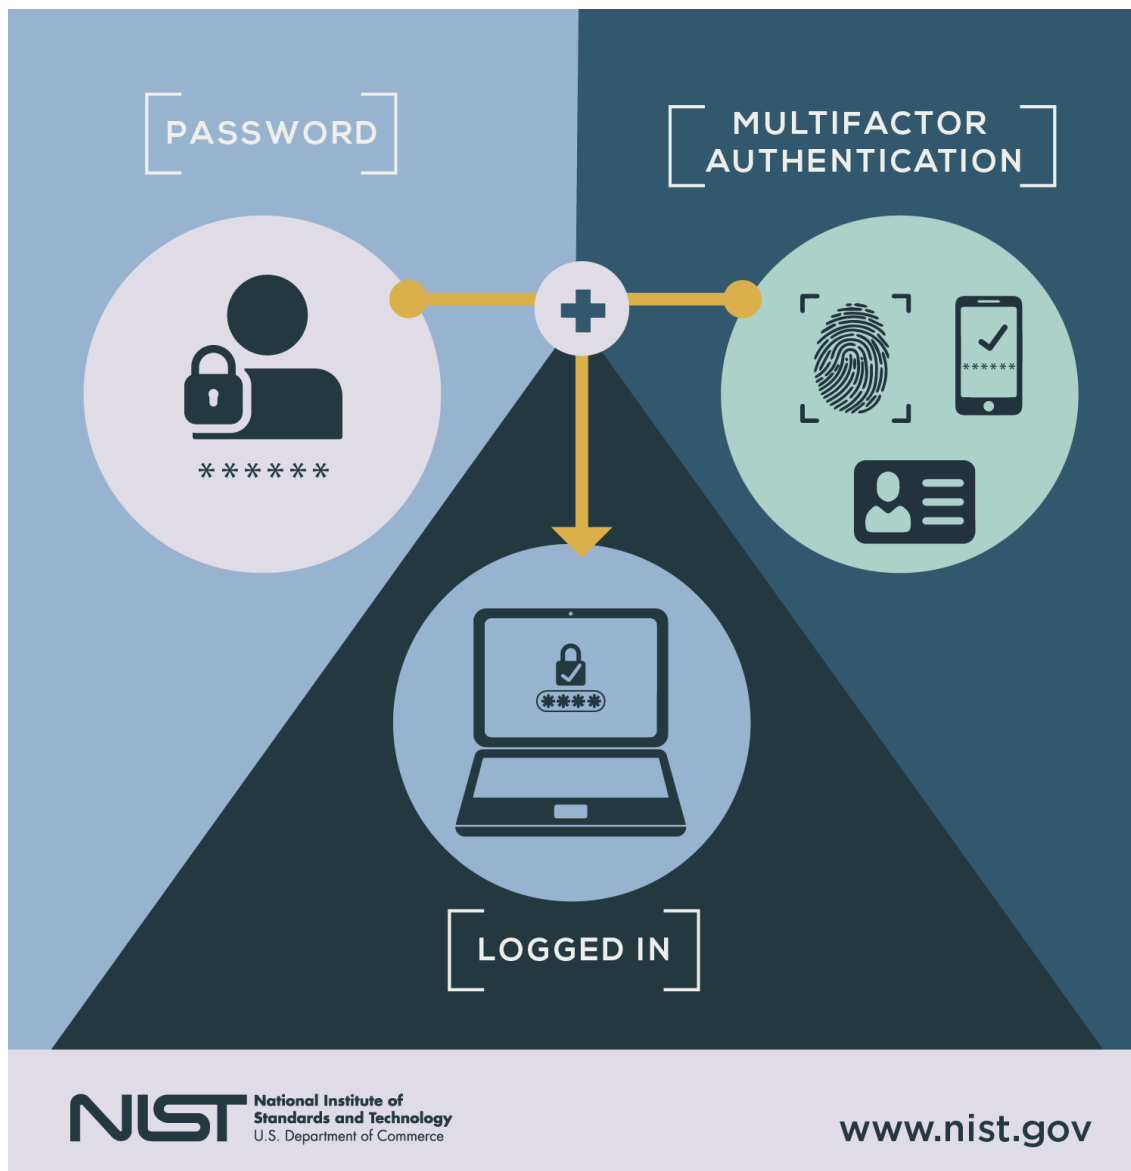 PASSWORD
MULTIFACTOR
AUTHENTICATION
******
******
****
LOGGED IN
NIST
National Institute of
Standards and Technology
U.S. Department of Commerce
www.nist.gov